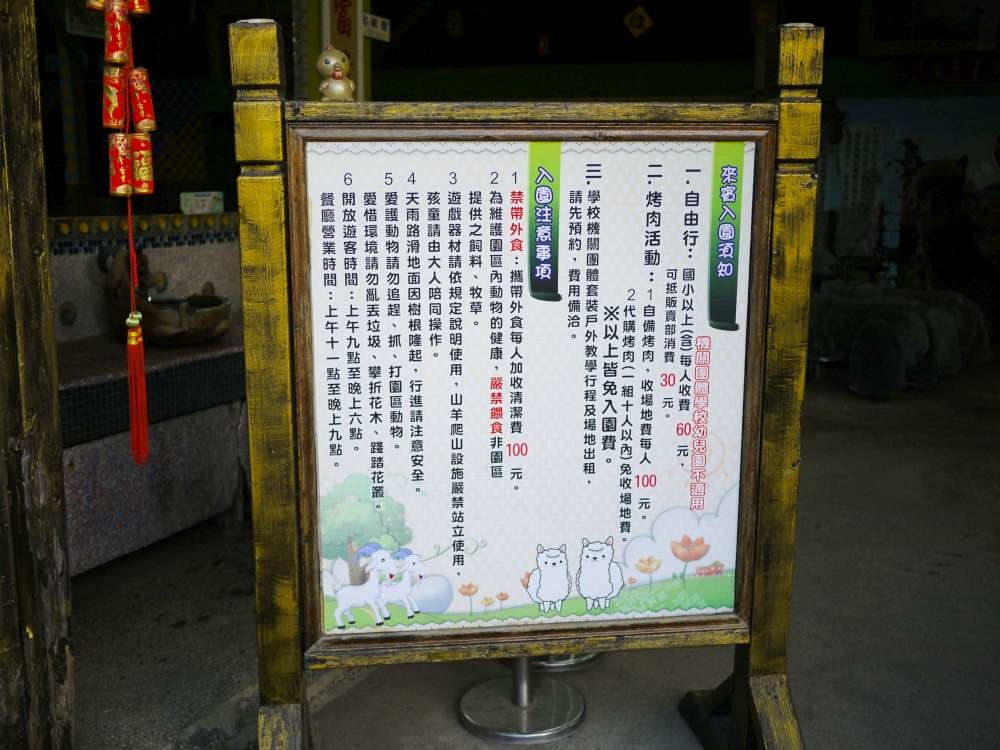 來賓入園須知
機關團體學校幼兒園不適用
一．自由行：國小以上(含)每人收費60元，
可抵販賣部消費30元。
二．烤肉活動：1自備烤肉，收場地費每人100元。
2代購烤肉(一組十人以內)免收場地費。
※以上皆免入園費。
三．學校機關團體套裝戶外教學行程及場地出租，
請先預約，費用備洽。
入園注意事項
1禁帶外食：攜帶外食每人加收清潔費100元。
2為維護園區內動物的健康，嚴禁餵食非園區
提供之飼料、牧草。
3遊戲器材請依規定說明使用，山羊爬山設施嚴禁站立使用，
孩童請由大人陪同操作。
4天雨路滑地面因樹根隆起，行進請注意安全。
5愛護動物請勿追趕、抓、打園區動物。
愛惜環境請勿亂丟垃圾、攀折花木、踐踏花叢。
6開放遊客時間：上午九點至晚上六點。
餐廳營業時間：上午十一點至晚上九點。